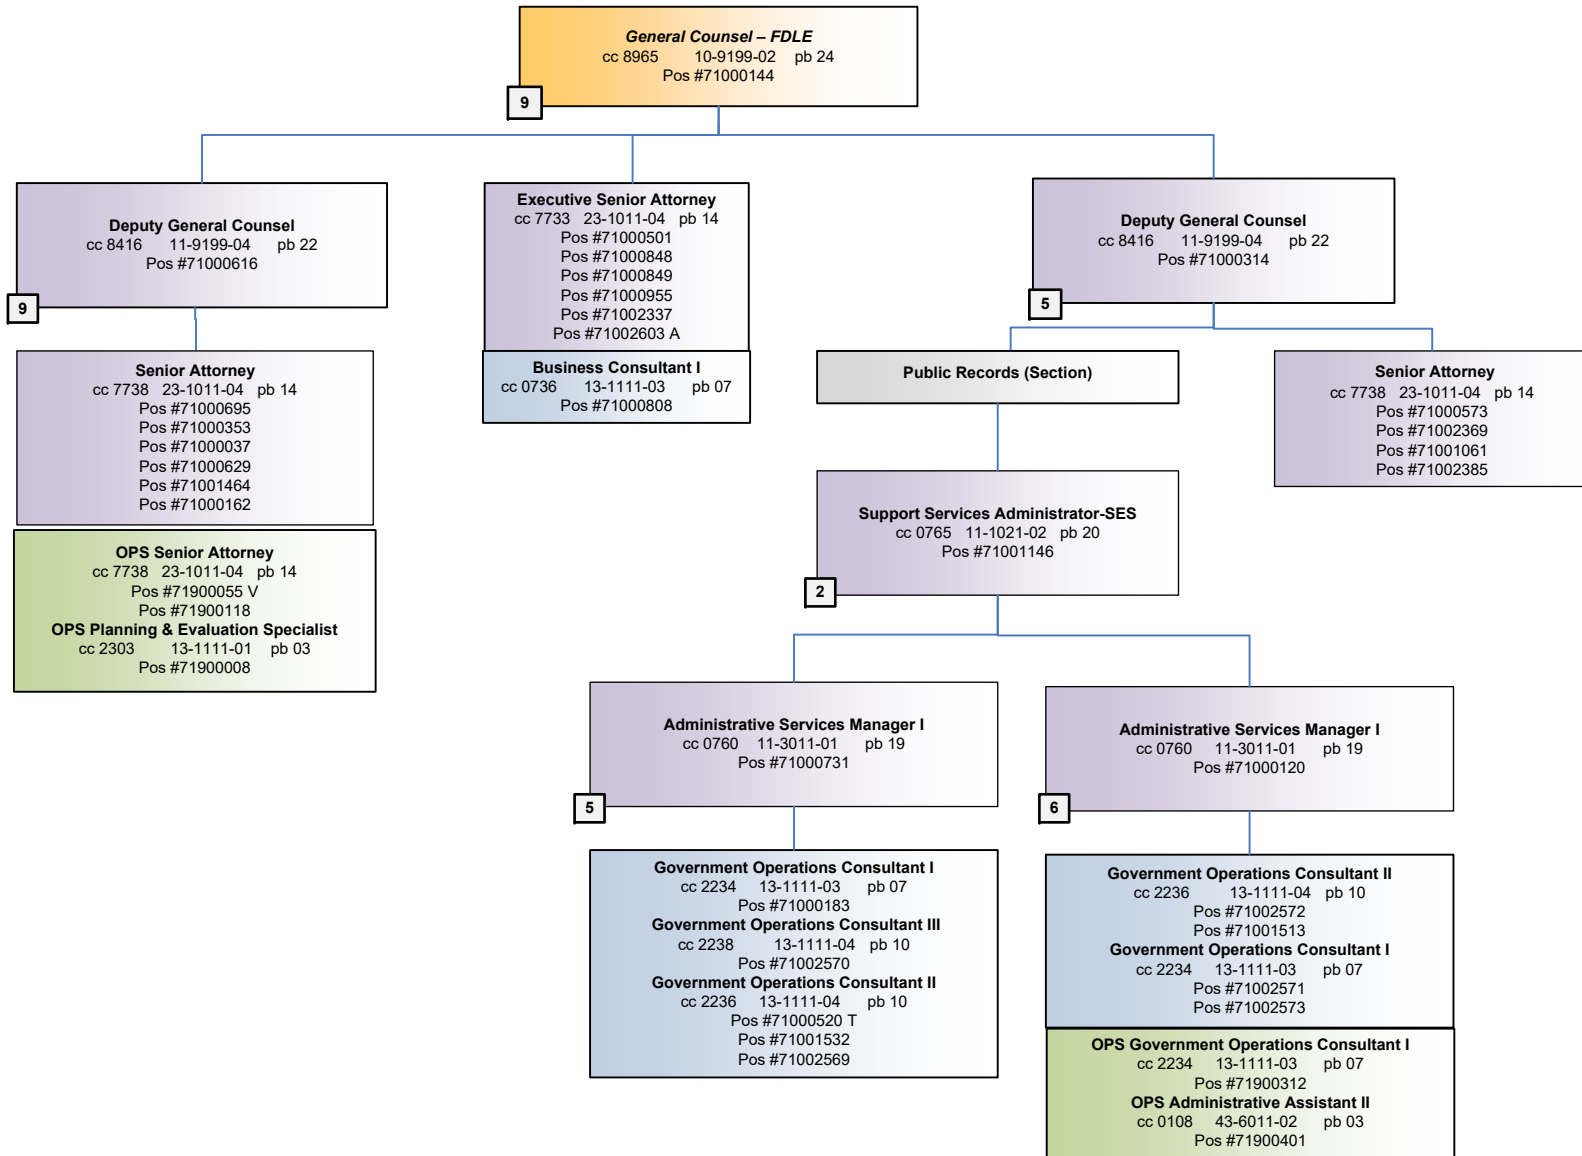 General Counsel – FDLE
cc 8965 10-9199-02 pb 24
Pos #71000144
9
Deputy General Counsel
cc 8416 11-9199-04 pb 22
Pos #71000616
9
Senior Attorney
cc 7738 23-1011-04 pb 14
Pos #71000695
Pos #71000353
Pos #71000037
Pos #71000629
Pos #71001464
Pos #71000162
OPS Senior Attorney
cc 7738 23-1011-04 pb 14
Pos #71900055 V
Pos #71900118
OPS Planning & Evaluation Specialist
cc 2303 13-1111-01 pb 03
Pos #71900008
Executive Senior Attorney
cc 7733 23-1011-04 pb 14
Pos #71000501
Pos #71000848
Pos #71000849
Pos #71000955
Pos #71002337
Pos #71002603 A
Business Consultant I
cc 0736 13-1111-03 pb 07
Pos #71000808
Deputy General Counsel
cc 8416 11-9199-04 pb 22
Pos #71000314
5
Public Records (Section)
Senior Attorney
cc 7738 23-1011-04 pb 14
Pos #71000573
Pos #71002369
Pos #71001061
Pos #71002385
Support Services Administrator-SES
cc 0765 11-1021-02 pb 20
Pos #71001146
2
Administrative Services Manager I
cc 0760 11-3011-01 pb 19
Pos #71000731
5
Government Operations Consultant I
cc 2234 13-1111-03 pb 07
Pos #71000183
Government Operations Consultant III
cc 2238 13-1111-04 pb 10
Pos #71002570
Government Operations Consultant II
cc 2236 13-1111-04 pb 10
Pos #71000520 T
Pos #71001532
Pos #71002569
Administrative Services Manager I
cc 0760 11-3011-01 pb 19
Pos #71000120
6
Government Operations Consultant II
cc 2236 13-1111-04 pb 10
Pos #71002572
Pos #71001513
Government Operations Consultant I
cc 2234 13-1111-03 pb 07
Pos #71002571
Pos #71002573
OPS Government Operations Consultant I
cc 2234 13-1111-03 pb 07
Pos #71900312
OPS Administrative Assistant II
cc 0108 43-6011-02 pb 03
Pos #71900401